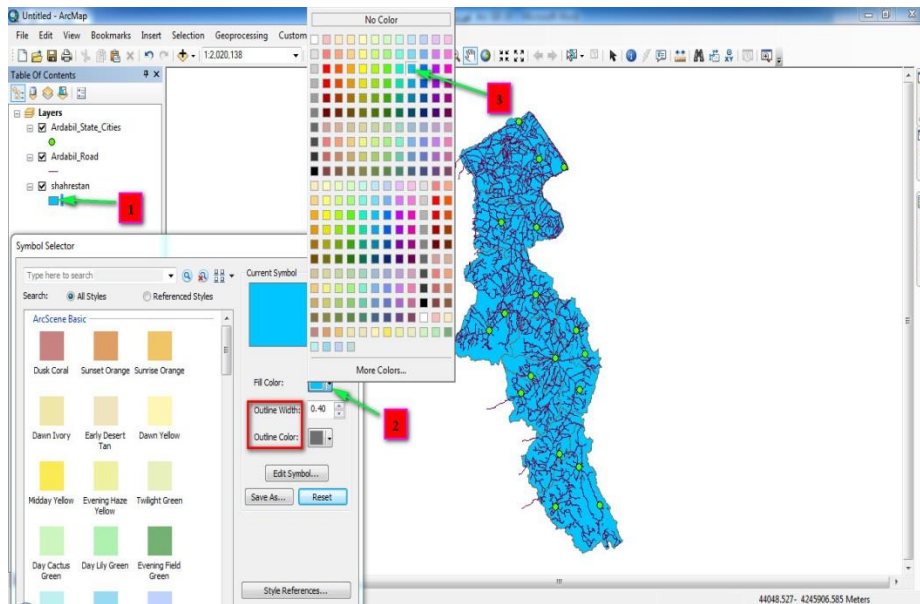 Untitled - ArcMap
No Color
File Edit View Bookmarks Insert Selection Geoprocessing Custom
1:2,020,138
Table Of Contents
Layers
Ardabil_State_Cities
Ardabil_Road
shahrestan
1
2
3
Symbol Selector
Type here to search
Search: All Styles Referenced Styles
ArcScene Basic
Dusk Coral Sunset Orange Sunrise Orange
Dawn Ivory Early Desert Tan Dawn Yellow
Midday Yellow Evening Haze Yellow Twilight Green
Day Cactus Green Day Lily Green Evening Field Green
Current Symbol
More Colors...
Fill Color:
Outline Width: 0.40
Outline Color:
Edit Symbol...
Save As... Reset
Style References...
44048.527- 4245906.585 Meters